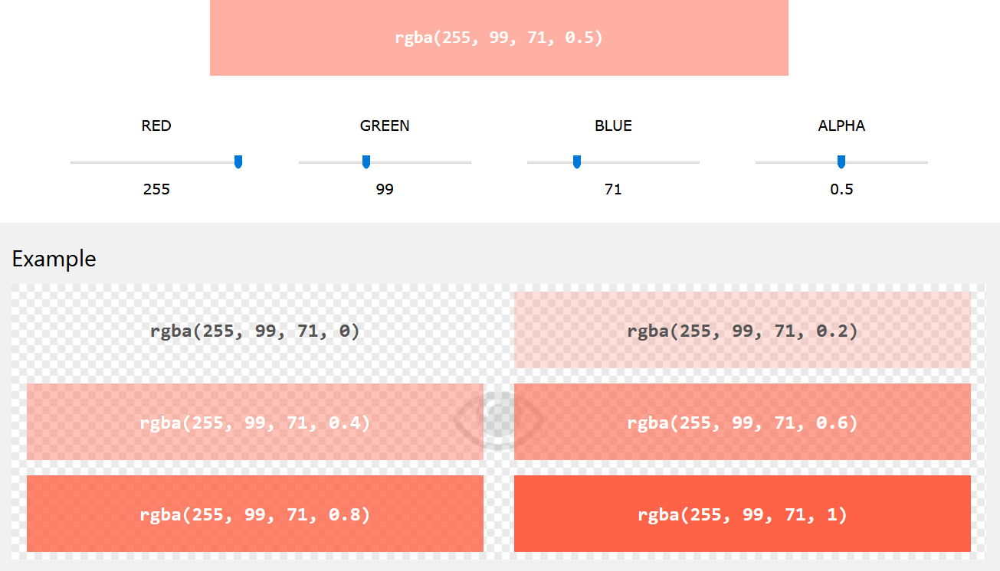 rgba(255, 99, 71, 0.5)
RED GREEN BLUE ALPHA
255 99 71 0.5
Example
rgba(255, 99, 71, 0) rgba(255, 99, 71, 0.2)
rgba(255, 99, 71, 0.4) rgba(255, 99, 71, 0.6)
rgba(255, 99, 71, 0.8) rgba(255, 99, 71, 1)